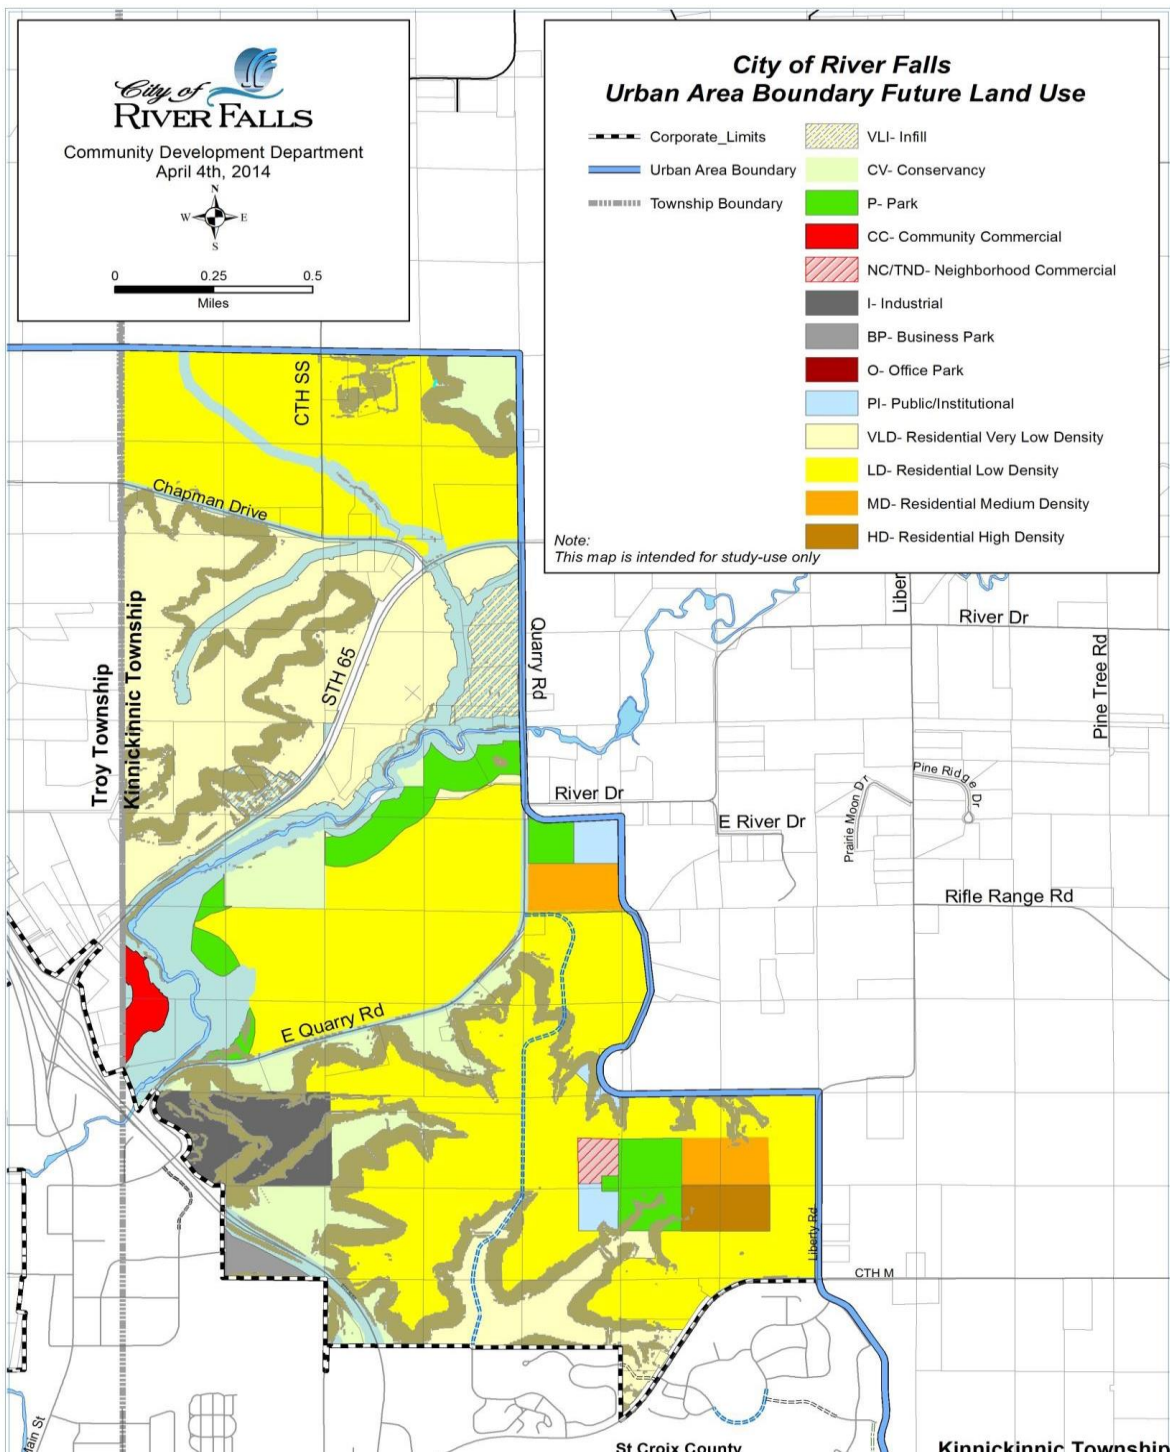 City of
RIVER FALLS
Community Development Department
April 4th, 2014
N
W E
S
0 0.25 0.5
Miles
City of River Falls
Urban Area Boundary Future Land Use
Corporate_Limits
Urban Area Boundary
Township Boundary
VLI- Infill
CV- Conservancy
P- Park
CC- Community Commercial
NC/TND- Neighborhood Commercial
I- Industrial
BP- Business Park
O- Office Park
PI- Public/Institutional
VLD- Residential Very Low Density
LD- Residential Low Density
MD- Residential Medium Density
HD- Residential High Density
Note:
This map is intended for study-use only
CTH SS
Chapman Drive
STH 65
Troy Township
Kinnickinnic Township
Quarry Rd
Liber
River Dr
Pine Tree Rd
River Dr
E River Dr
Prairie Moon Dr
Pine Ridge Dr
Rifle Range Rd
E Quarry Rd
Liberty Rd
CTH M
Main St
St Croix County
Kinnickinnic Township